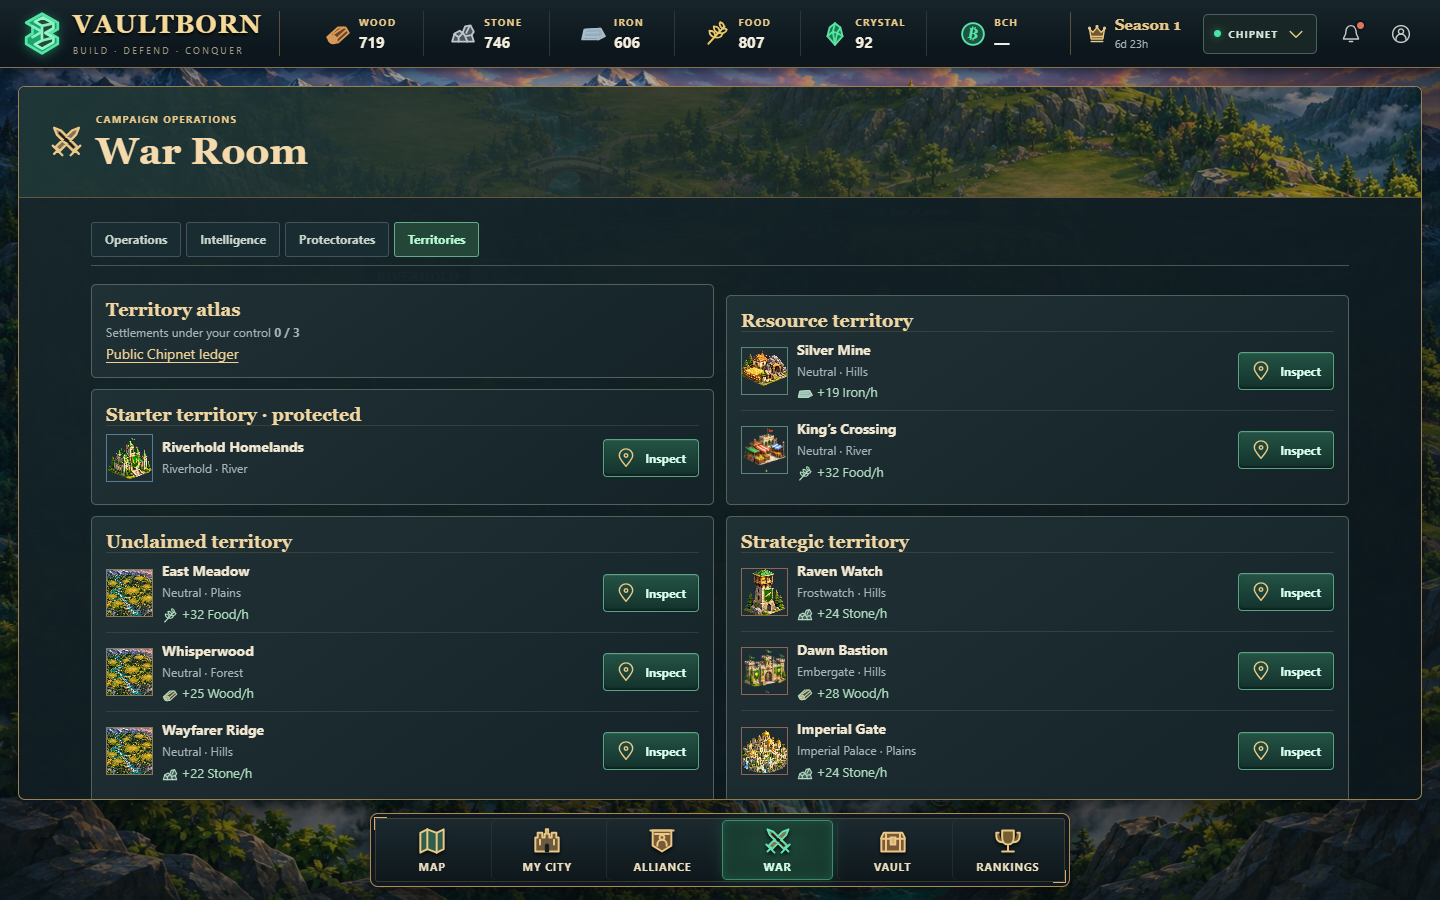 VAULTBORN
BUILD · DEFEND · CONQUER
WOOD
719
STONE
746
IRON
606
FOOD
807
CRYSTAL
92
BCH
—
Season 1
6d 23h
CHIPNET
CAMPAIGN OPERATIONS
War Room
Operations
Intelligence
Protectorates
Territories
Territory atlas
Settlements under your control 0 / 3
Public Chipnet ledger
Starter territory · protected
Riverhold Homelands
Riverhold · River
Inspect
Unclaimed territory
East Meadow
Neutral · Plains
+32 Food/h
Inspect
Whisperwood
Neutral · Forest
+25 Wood/h
Inspect
Wayfarer Ridge
Neutral · Hills
+22 Stone/h
Inspect
Resource territory
Silver Mine
Neutral · Hills
+19 Iron/h
Inspect
King's Crossing
Neutral · River
+32 Food/h
Inspect
Strategic territory
Raven Watch
Frostwatch · Hills
+24 Stone/h
Inspect
Dawn Bastion
Embergate · Hills
+28 Wood/h
Inspect
Imperial Gate
Imperial Palace · Plains
+24 Stone/h
Inspect
MAP
MY CITY
ALLIANCE
WAR
VAULT
RANKINGS